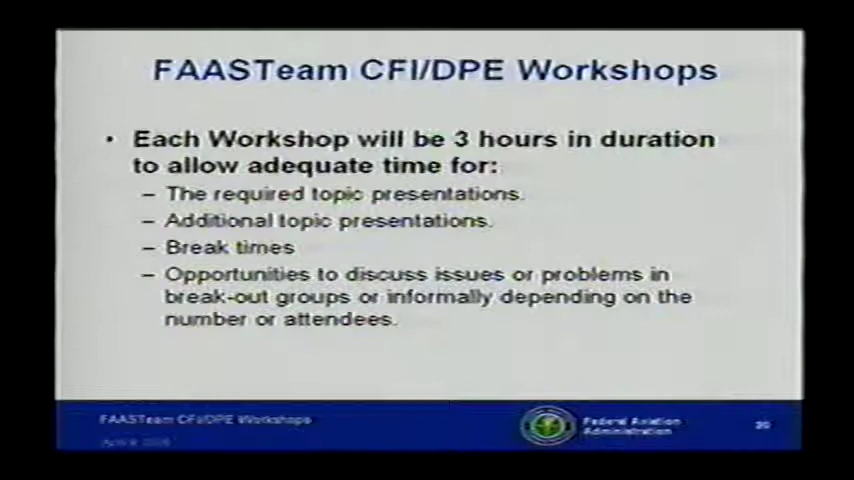 FAASTeam CFI/DPE Workshops
• Each Workshop will be 3 hours in duration
to allow adequate time for:
– The required topic presentations.
– Additional topic presentations.
– Break times
– Opportunities to discuss issues or problems in
break-out groups or informally depending on the
number or attendees.
FAASTeam CFI/DPE Workshops
Federal Aviation
Administration